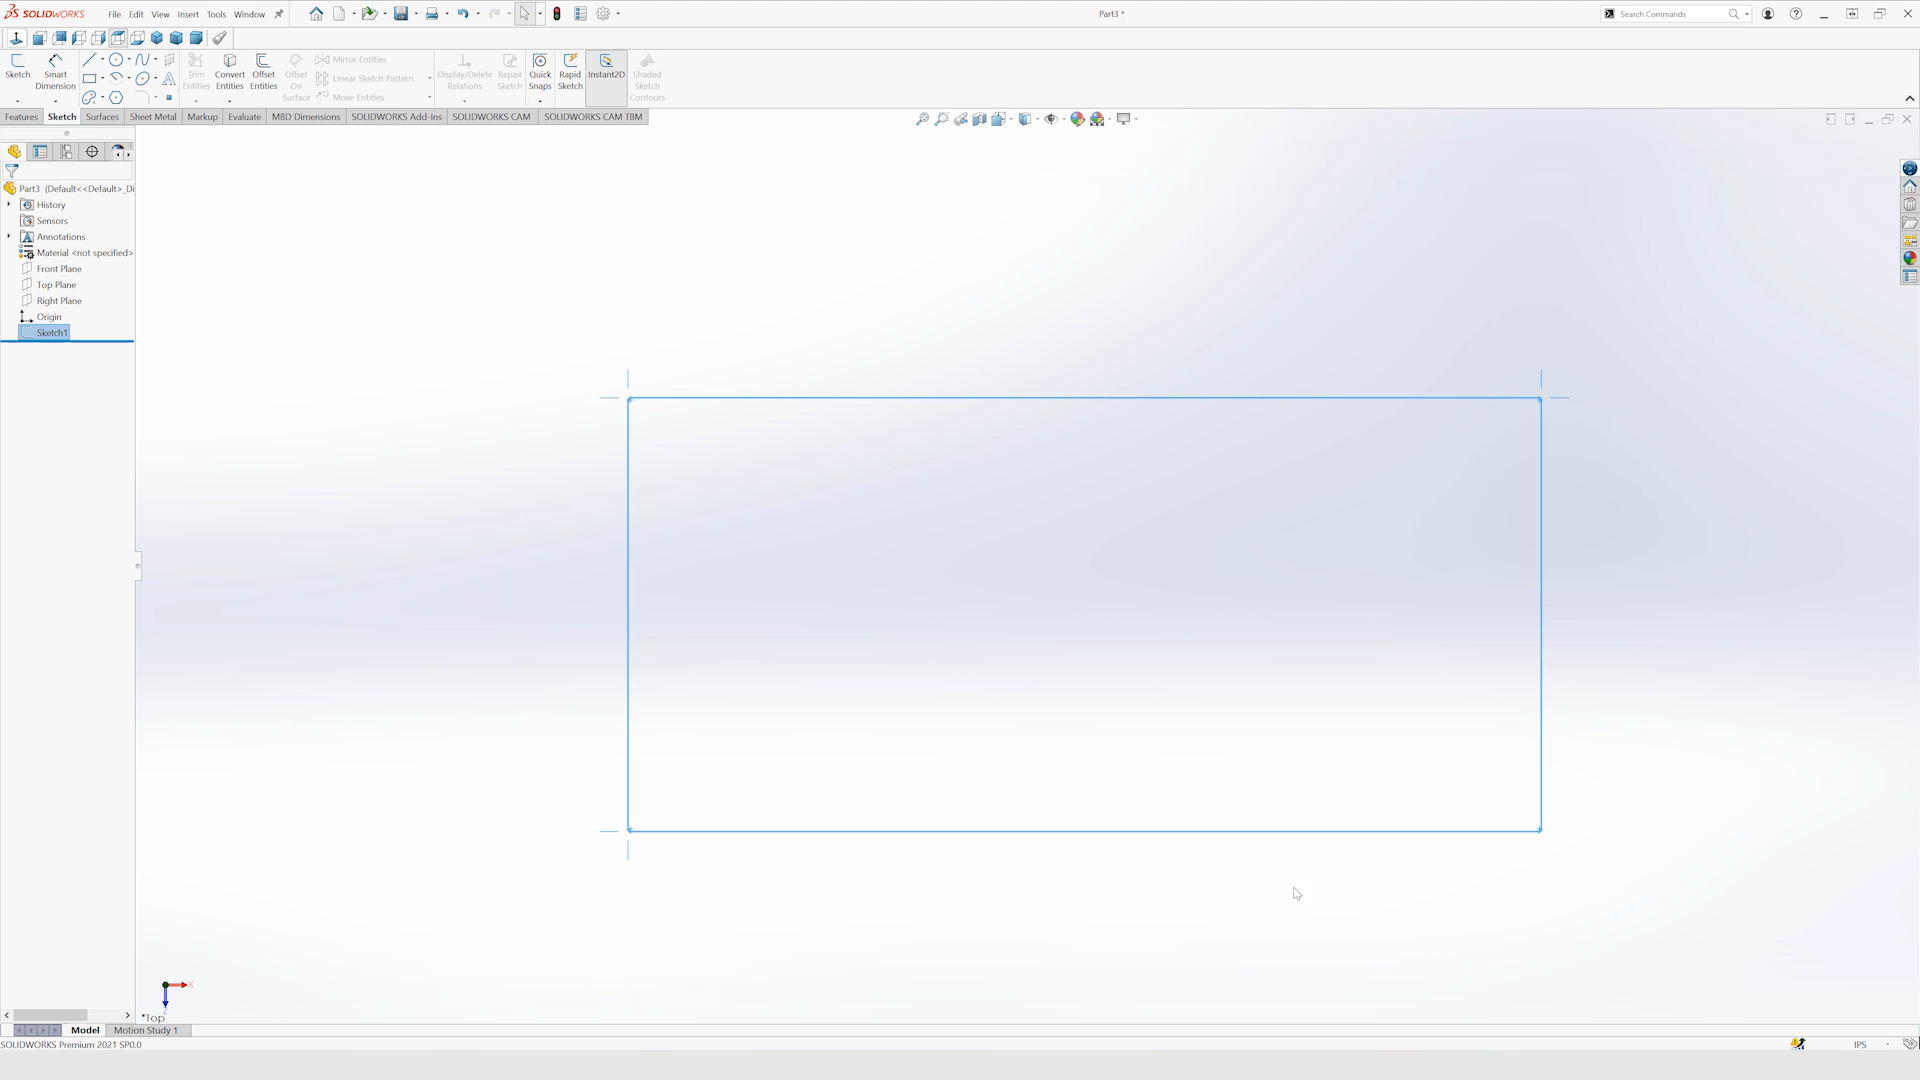 SOLIDWORKS File Edit View Insert Tools Window Part3 * Search Commands
Sketch
Smart Dimension
Trim Entities
Convert Entities
Offset Entities
Offset On Surface
Mirror Entities
Linear Sketch Pattern
Move Entities
Display/Delete Relations
Repair Sketch
Quick Snaps
Rapid Sketch
Instant2D
Shaded Sketch Contours
Features Sketch Surfaces Sheet Metal Markup Evaluate MBD Dimensions SOLIDWORKS Add-Ins SOLIDWORKS CAM SOLIDWORKS CAM TBM
Part3 (Default<<Default>_Di
History
Sensors
Annotations
Material <not specified>
Front Plane
Top Plane
Right Plane
Origin
Sketch1
X
*Top
Model Motion Study 1
SOLIDWORKS Premium 2021 SP0.0 IPS